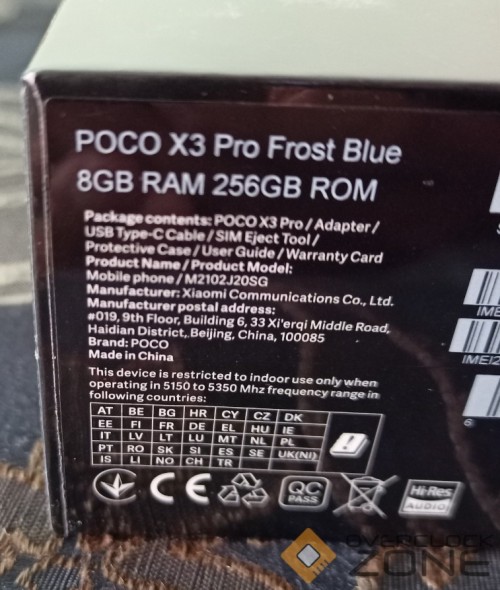 POCO X3 Pro Frost Blue
8GB RAM 256GB ROM
Package contents: POCO X3 Pro / Adapter /
USB Type-C Cable / SIM Eject Tool /
Protective Case / User Guide / Warranty Card
Product Name / Product Model:
Mobile phone / M2102J20SG
Manufacturer: Xiaomi Communications Co., Ltd.
Manufacturer postal address:
#019, 9th Floor, Building 6, 33 Xi'erqi Middle Road,
Haidian District, Beijing, China, 100085
Brand: POCO
Made in China
This device is restricted to indoor use only when
operating in 5150 to 5350 Mhz frequency range in
following countries:
AT BE BG HR CY CZ DK
EE FI FR DE EL HU IE
IT LV LT LU MT NL PL
PT RO SK SI ES SE UK(NI)
IS LI NO CH TR
CE
QC
PASS
Hi-Res
AUDIO
IME
IMEI2
6
OVERCLOCK
ZONE